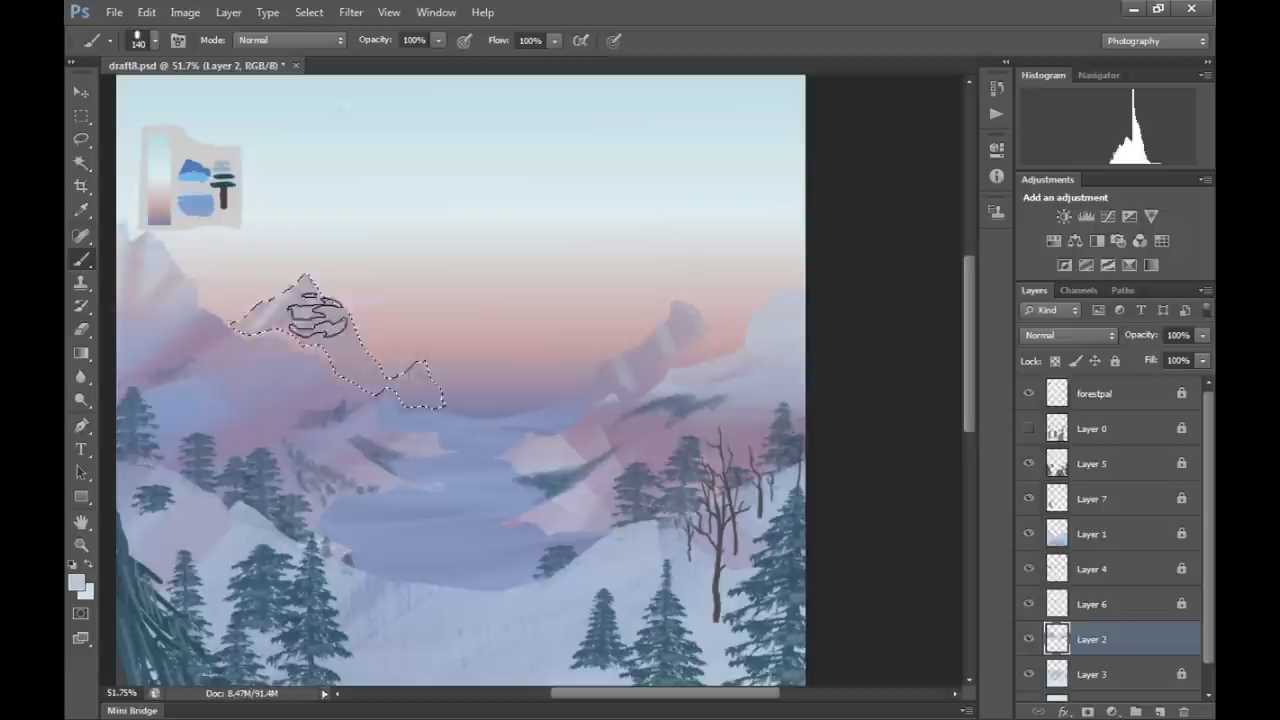 Ps File Edit Image Layer Type Select Filter View Window Help
140 Mode: Normal Opacity: 100% Flow: 100% Photography
draft8.psd @ 51.7% (Layer 2, RGB/8) *
Histogram Navigator
Adjustments
Add an adjustment
Layers Channels Paths
Kind
Normal Opacity: 100%
Lock: Fill: 100%
forestpal
Layer 0
Layer 5
Layer 7
Layer 1
Layer 4
Layer 6
Layer 2
Layer 3
51.75% Doc: 8.47M/91.4M
Mini Bridge